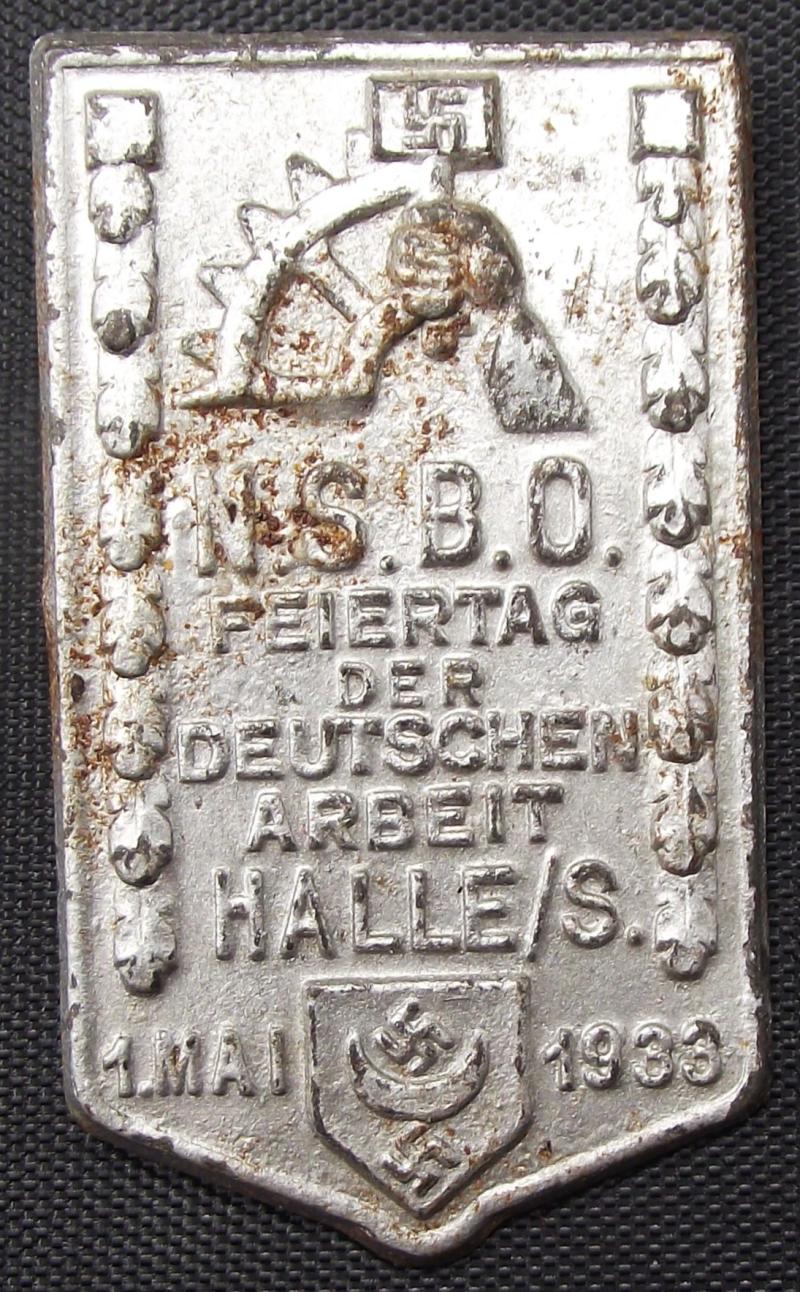 N.S.B.O.
FEIERTAG
DER
DEUTSCHEN
ARBEIT
HALLE/S.
1.MAI 1933